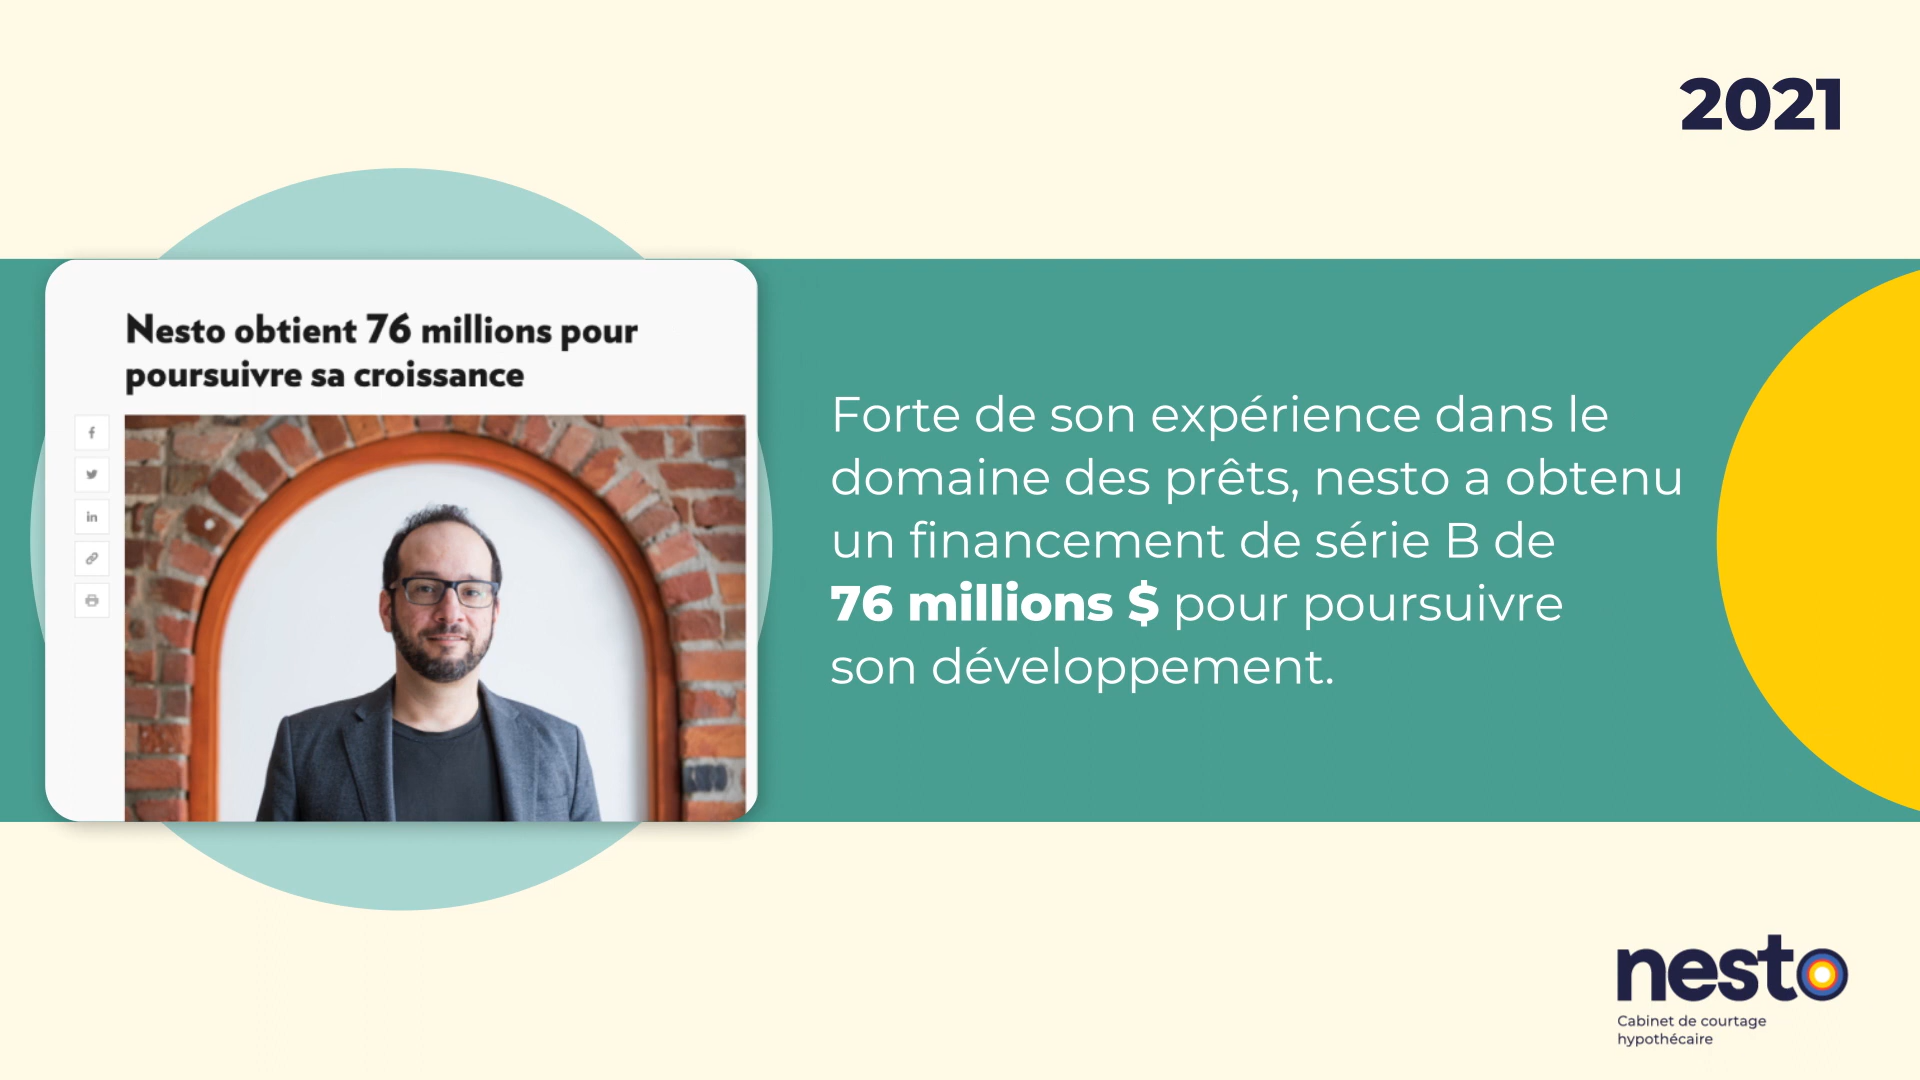 2021
Nesto obtient 76 millions pour
poursuivre sa croissance
Forte de son expérience dans le
domaine des prêts, nesto a obtenu
un financement de série B de
76 millions $ pour poursuivre
son développement.
nesto
Cabinet de courtage
hypothécaire